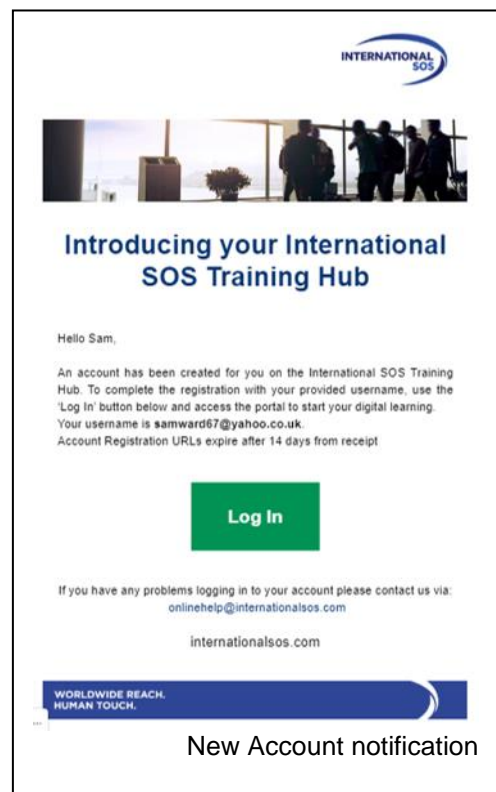 INTERNATIONAL
SOS
Introducing your International
SOS Training Hub
Hello Sam,
An account has been created for you on the International SOS Training
Hub. To complete the registration with your provided username, use the
'Log In' button below and access the portal to start your digital learning.
Your username is samward67@yahoo.co.uk.
Account Registration URLs expire after 14 days from receipt
Log In
If you have any problems logging in to your account please contact us via:
onlinehelp@internationalsos.com
internationalsos.com
WORLDWIDE REACH.
HUMAN TOUCH.
New Account notification